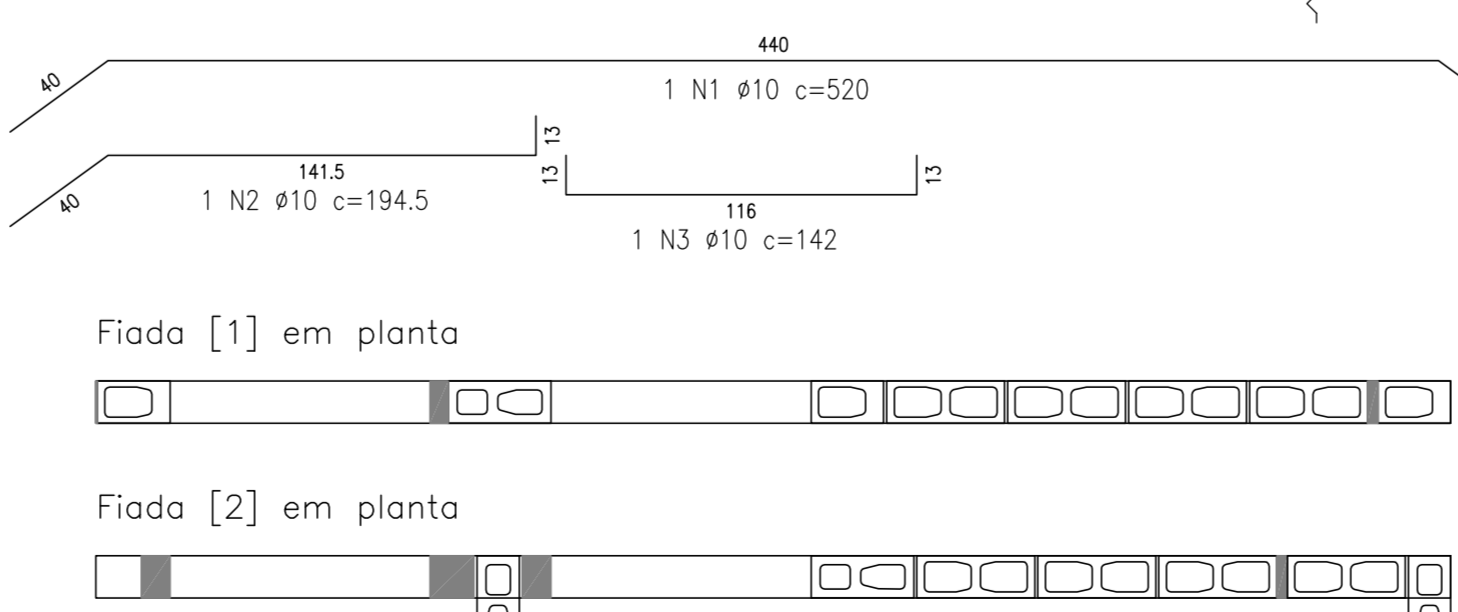 440
40
1 N1 ø10 c=520
13
141.5
13
13
40
1 N2 ø10 c=194.5
116
1 N3 ø10 c=142
Fiada [1] em planta
Fiada [2] em planta